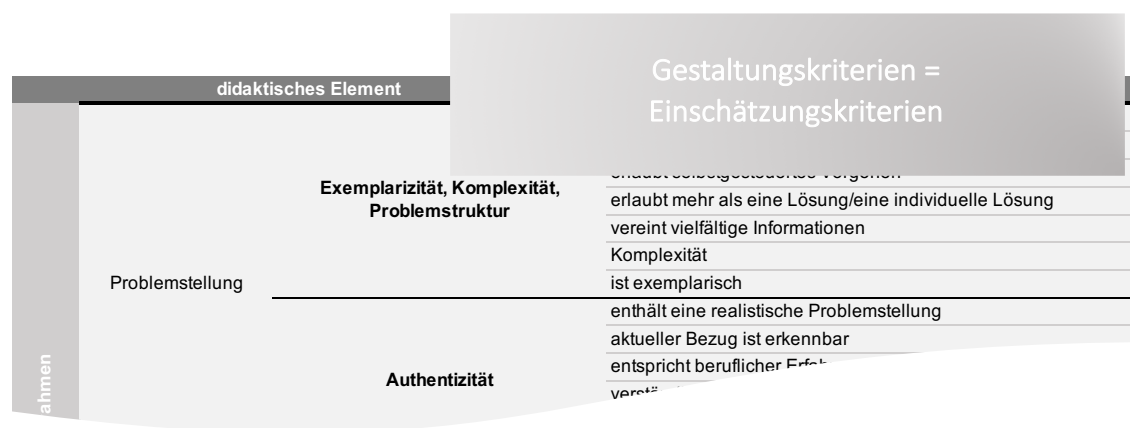 Gestaltungskriterien =
Einschätzungskriterien
didaktisches Element
Exemplarizität, Komplexität,
Problemstruktur
erlaubt mehr als eine Lösung/eine individuelle Lösung
vereint vielfältige Informationen
Komplexität
Problemstellung
ist exemplarisch
enthält eine realistische Problemstellung
aktueller Bezug ist erkennbar
entspricht beruflicher
Authentizität